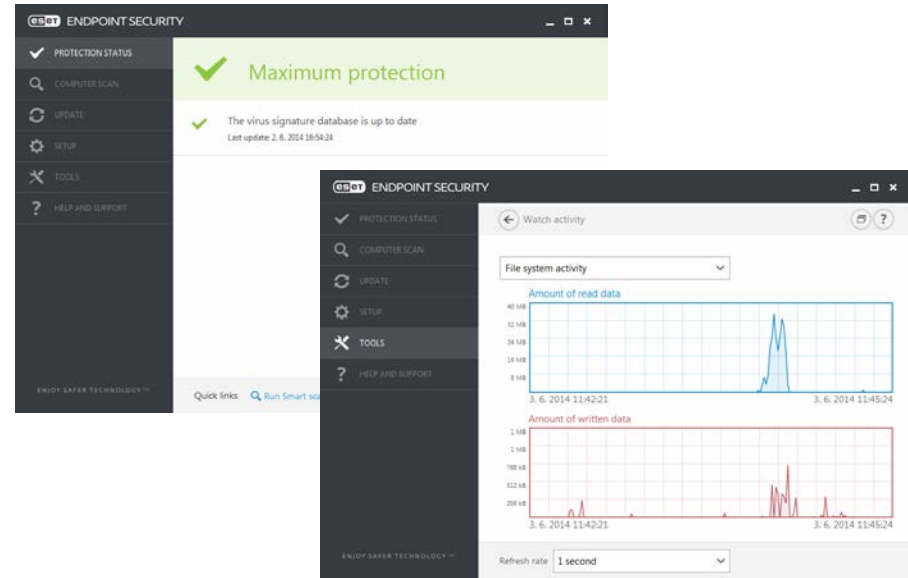 eset ENDPOINT SECURITY
PROTECTION STATUS
COMPUTER SCAN
UPDATE
SETUP
TOOLS
HELP AND SUPPORT
ENJOY SAFER TECHNOLOGY™
Maximum protection
The virus signature database is up to date
Last update: 2. 6. 2014 16:54:24
Quick links Run Smart sca
eset ENDPOINT SECURITY
PROTECTION STATUS
COMPUTER SCAN
UPDATE
SETUP
TOOLS
HELP AND SUPPORT
ENJOY SAFER TECHNOLOGY™
Watch activity
File system activity
Amount of read data
40 MB
32 MB
24 MB
16 MB
8 MB
3. 6. 2014 11:42:21 3. 6. 2014 11:45:24
Amount of written data
1 MB
1 MB
768 kB
512 kB
256 kB
3. 6. 2014 11:42:21 3. 6. 2014 11:45:24
Refresh rate 1 second